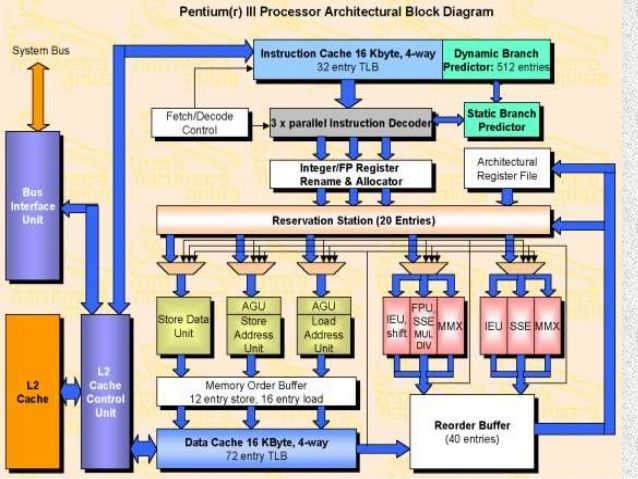 Pentium(r) III Processor Architectural Block Diagram
System Bus
Instruction Cache 16 Kbyte, 4-way
32 entry TLB
Dynamic Branch
Predictor: 512 entries
Fetch/Decode
Control
3 x parallel Instruction Decoder
Static Branch
Predictor
Integer/FP Register
Rename & Allocator
Architectural
Register File
Bus
Interface
Unit
Reservation Station (20 Entries)
Store Data
Unit
AGU
Store
Address
Unit
AGU
Load
Address
Unit
IEU,
shift
FPU,
SSE
MUL
DIV
MMX
IEU
SSE
MMX
L2
Cache
L2
Cache
Control
Unit
Memory Order Buffer
12 entry store, 16 entry load
Data Cache 16 KByte, 4-way
72 entry TLB
Reorder Buffer
(40 entries)